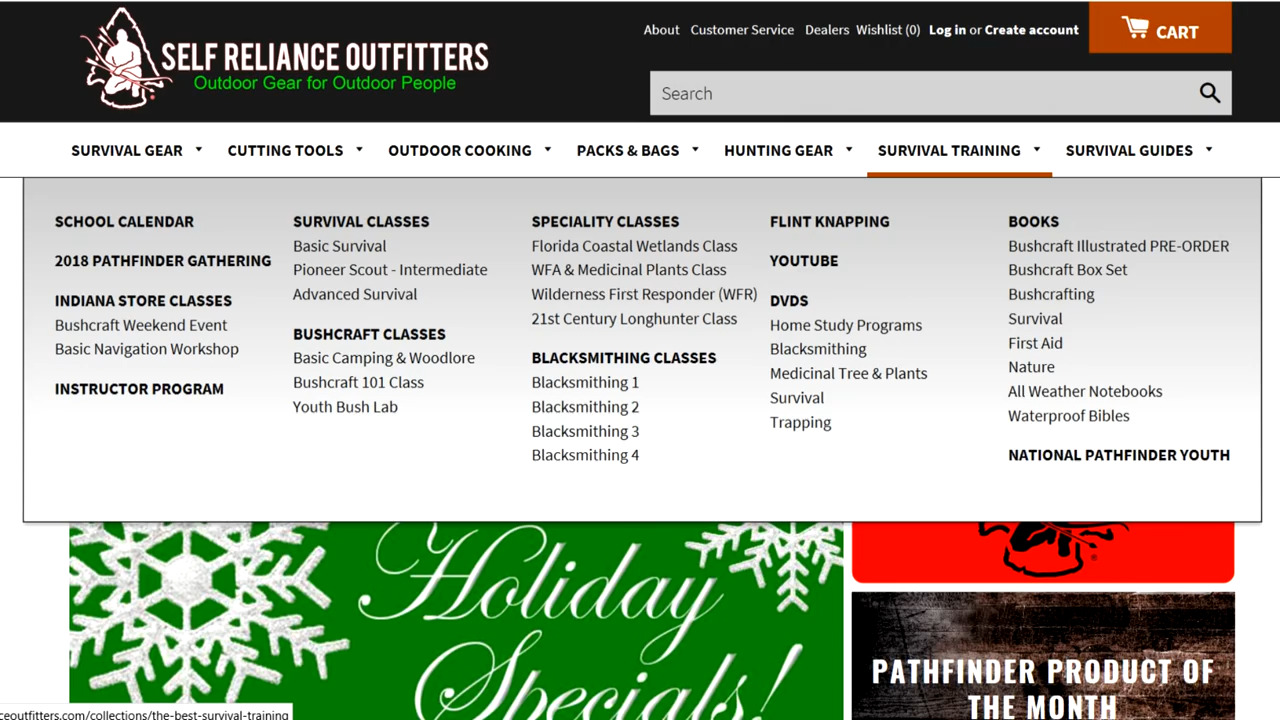 About Customer Service Dealers Wishlist (0) Log in or Create account
CART
SELF RELIANCE OUTFITTERS
Outdoor Gear for Outdoor People
Search
SURVIVAL GEAR CUTTING TOOLS OUTDOOR COOKING PACKS & BAGS HUNTING GEAR SURVIVAL TRAINING SURVIVAL GUIDES
SCHOOL CALENDAR
2018 PATHFINDER GATHERING
INDIANA STORE CLASSES
Bushcraft Weekend Event
Basic Navigation Workshop
INSTRUCTOR PROGRAM
SURVIVAL CLASSES
Basic Survival
Pioneer Scout - Intermediate
Advanced Survival
BUSHCRAFT CLASSES
Basic Camping & Woodlore
Bushcraft 101 Class
Youth Bush Lab
SPECIALITY CLASSES
Florida Coastal Wetlands Class
WFA & Medicinal Plants Class
Wilderness First Responder (WFR)
21st Century Longhunter Class
BLACKSMITHING CLASSES
Blacksmithing 1
Blacksmithing 2
Blacksmithing 3
Blacksmithing 4
FLINT KNAPPING
YOUTUBE
DVDS
Home Study Programs
Blacksmithing
Medicinal Tree & Plants
Survival
Trapping
BOOKS
Bushcraft Illustrated PRE-ORDER
Bushcraft Box Set
Bushcrafting
Survival
First Aid
Nature
All Weather Notebooks
Waterproof Bibles
NATIONAL PATHFINDER YOUTH
Holiday
Specials!
PATHFINDER PRODUCT OF
THE MONTH
ceoutfitters.com/collections/the-best-survival-training